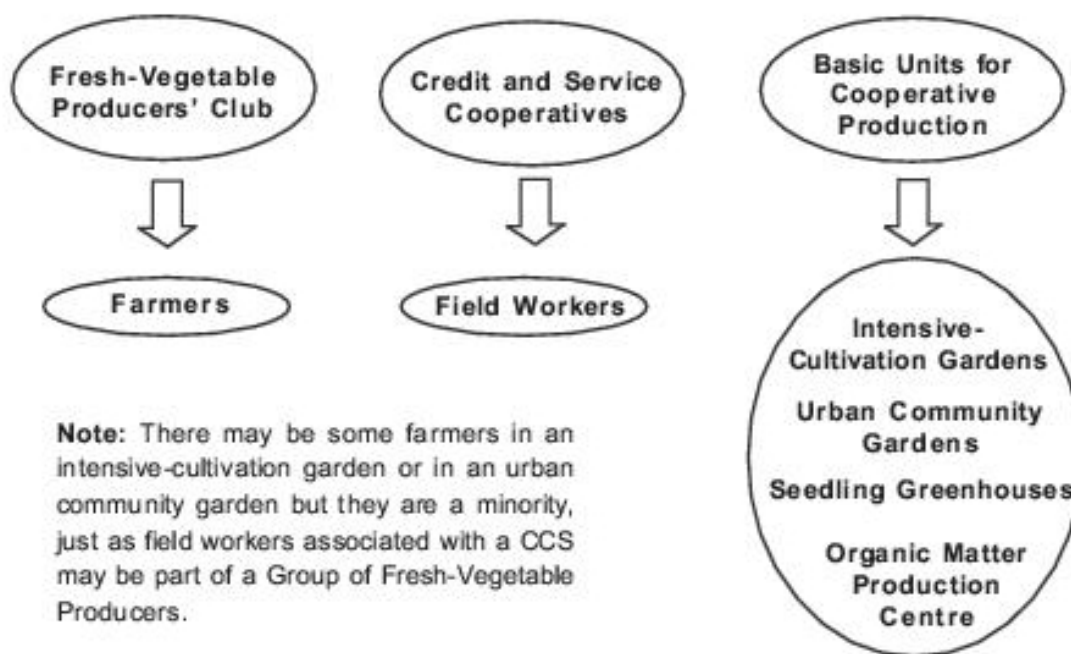 Fresh-Vegetable
Producers' Club
Credit and Service
Cooperatives
Basic Units for
Cooperative
Production
Farmers
Field Workers
Intensive-
Cultivation Gardens
Urban Community
Gardens
Seedling Greenhouses
Organic Matter
Production
Centre
Note: There may be some farmers in an
intensive-cultivation garden or in an urban
community garden but they are a minority,
just as field workers associated with a CCS
may be part of a Group of Fresh-Vegetable
Producers.